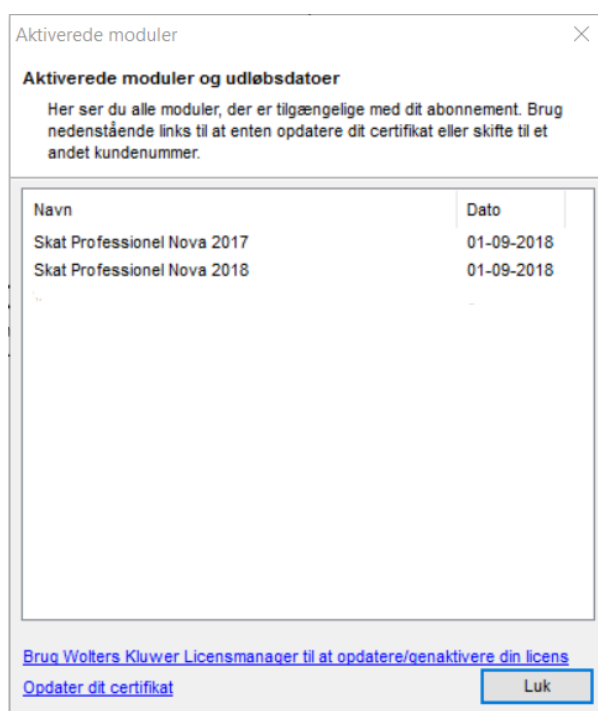 Aktiverede moduler
Aktiverede moduler og udløbsdatoer
Her ser du alle moduler, der er tilgængelige med dit abonnement. Brug
nedenstående links til at enten opdatere dit certifikat eller skifte til et
andet kundenummer.
Navn Dato
Skat Professionel Nova 2017 01-09-2018
Skat Professionel Nova 2018 01-09-2018
Brug Wolters Kluwer Licensmanager til at opdatere/genaktivere din licens
Opdater dit certifikat Luk